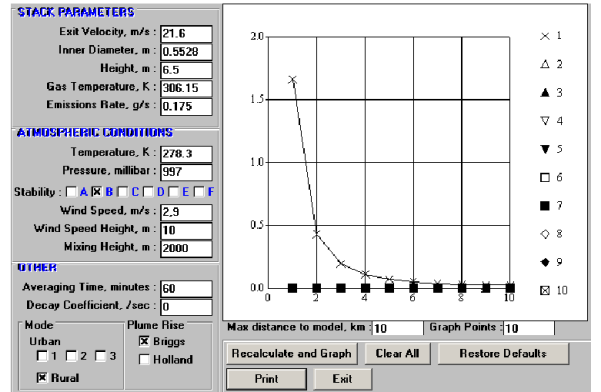 STACK PARAMETERS
Exit Velocity, m/s : 21.6
Inner Diameter, m : 0.5528
Height, m : 6.5
Gas Temperature, K : 306.15
Emissions Rate, g/s : 0.175
ATMOSPHERIC CONDITIONS
Temperature, K : 278.3
Pressure, millibar : 997
Stability : A B C D E F
Wind Speed, m/s : 2,9
Wind Speed Height, m : 10
Mixing Height, m : 2000
OTHER
Averaging Time, minutes : 60
Decay Coefficient, /sec : 0
Mode
Urban
1 2 3
Rural
Plume Rise
Briggs
Holland
2.0
1.5
1.0
0.5
0.0
0 2 4 6 8 10
1
2
3
4
5
6
7
8
9
10
Max distance to model, km : 10 Graph Points : 10
Recalculate and Graph Clear All Restore Defaults
Print Exit